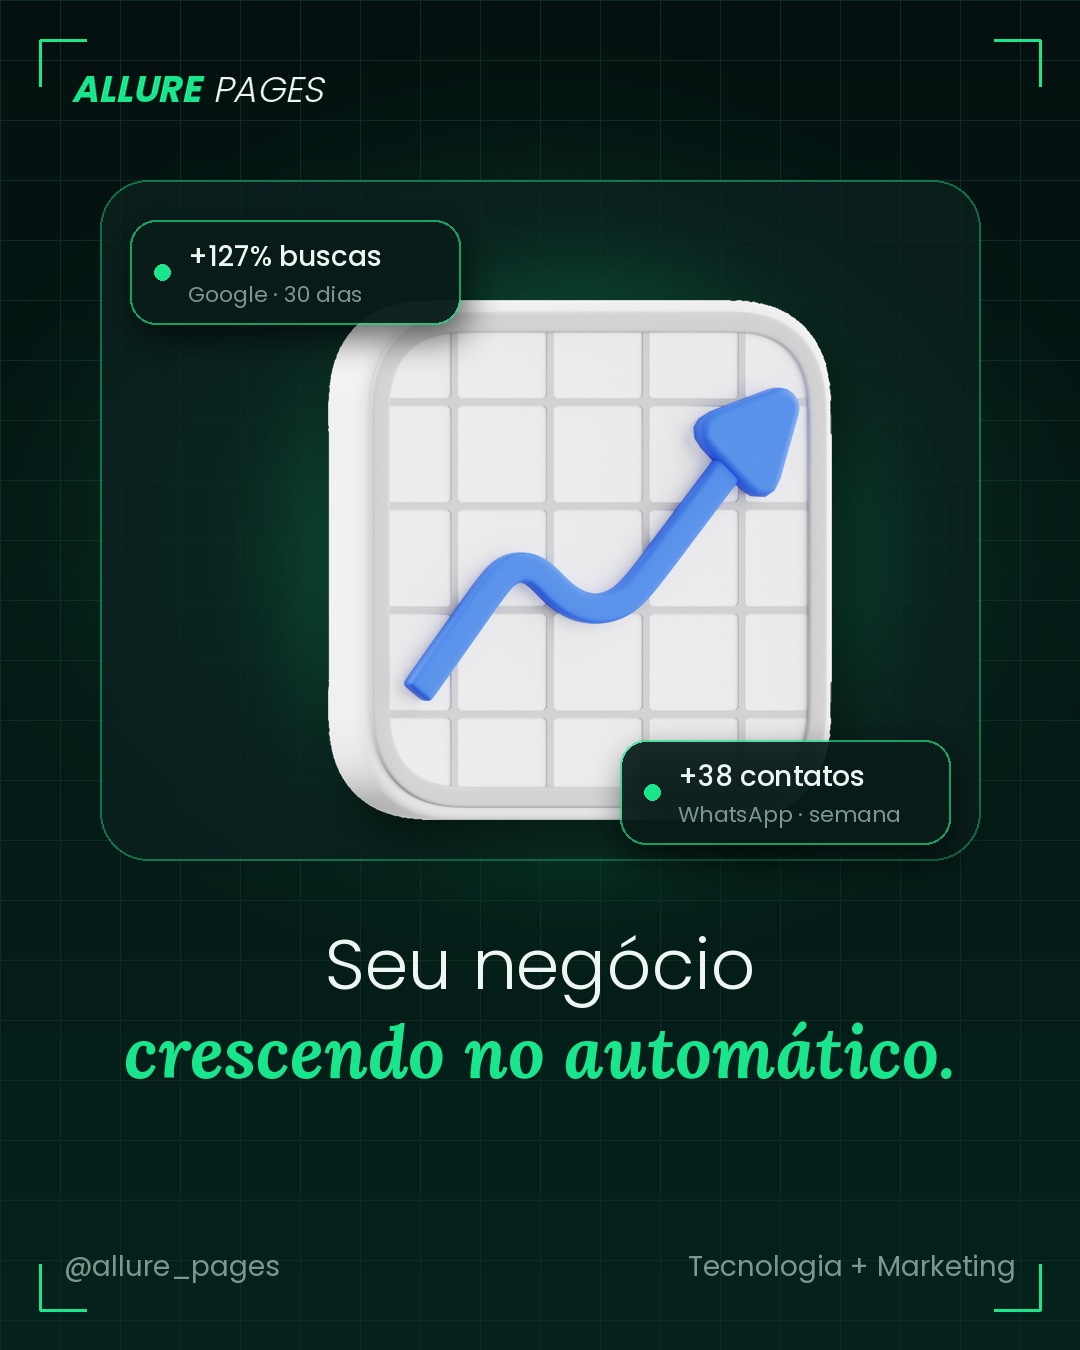 ALLURE PAGES
+127% buscas
Google · 30 dias
+38 contatos
WhatsApp · semana
Seu negócio
crescendo no automático.
@allure_pages
Tecnologia + Marketing